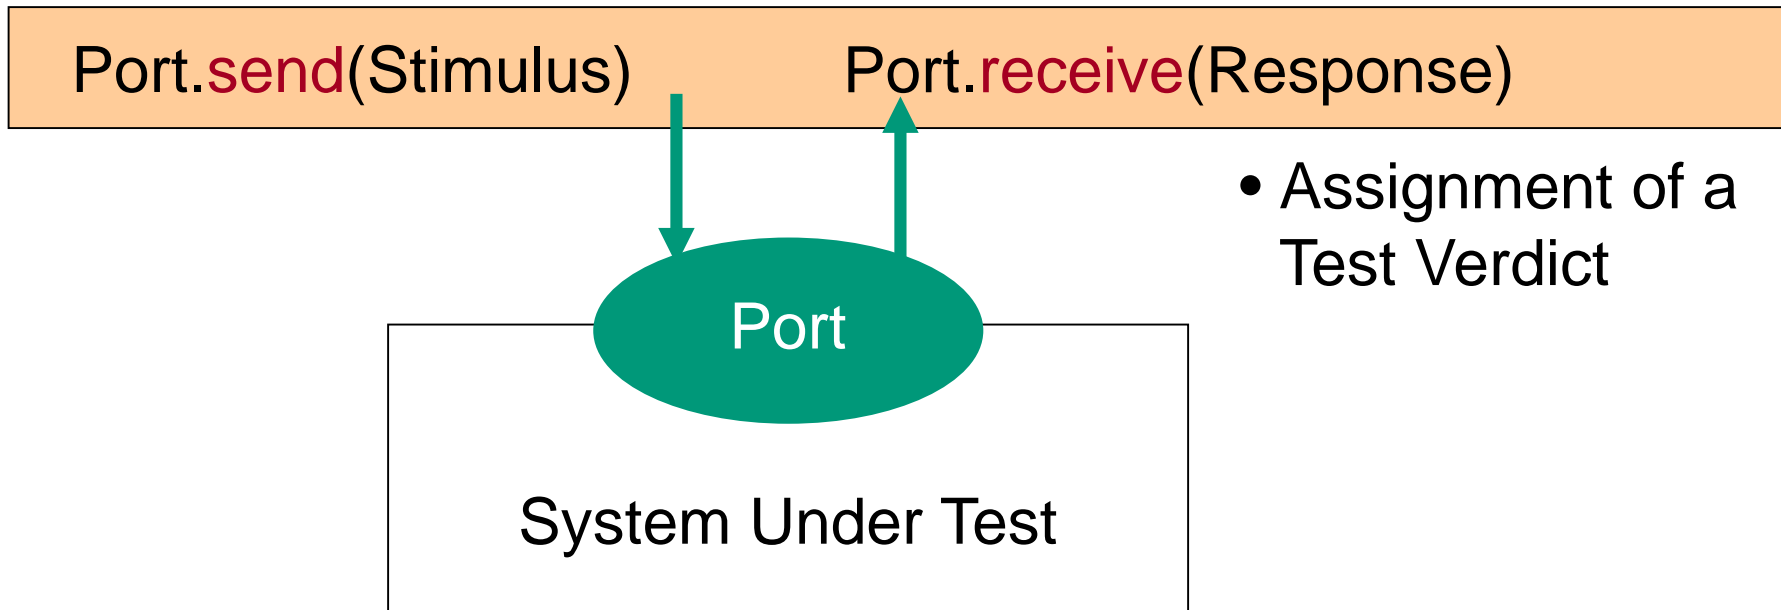 Port.send(Stimulus)
Port.receive(Response)
• Assignment of a
Test Verdict
Port
System Under Test